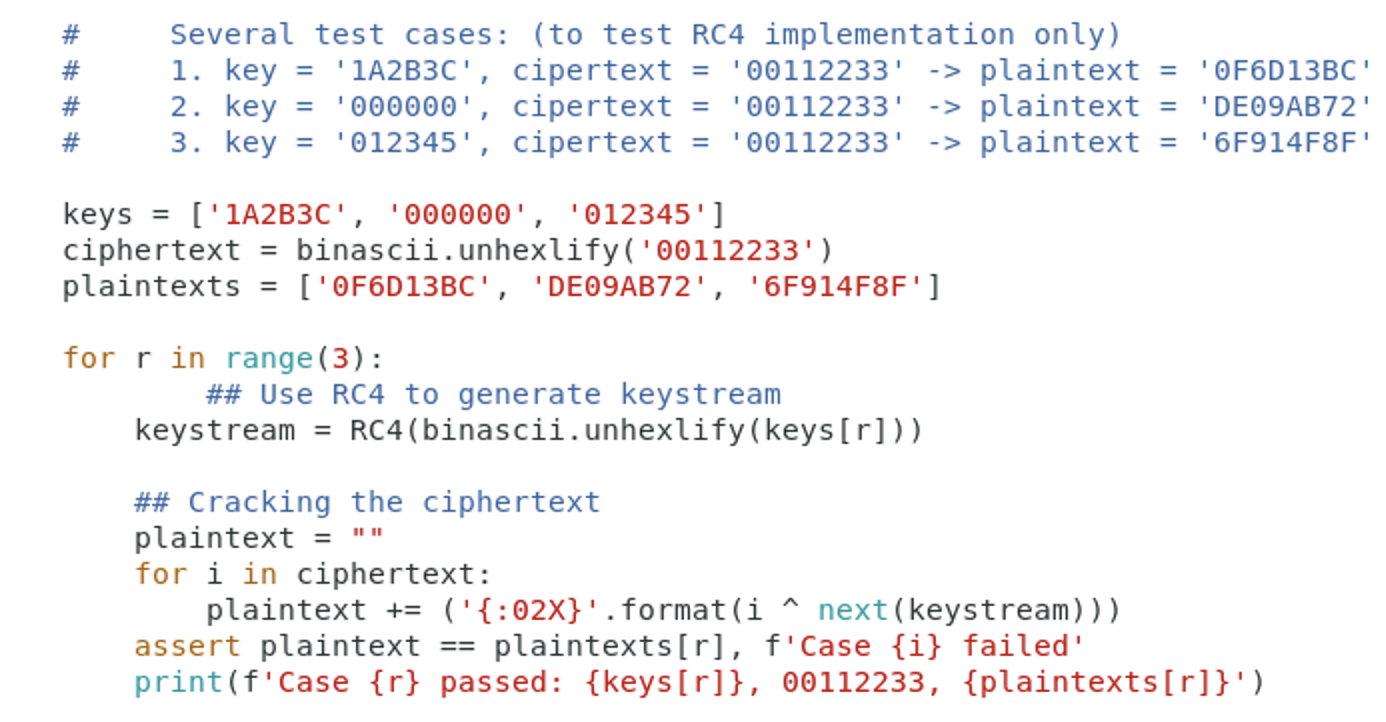 #     Several test cases: (to test RC4 implementation only)
#     1. key = '1A2B3C', cipertext = '00112233' -> plaintext = '0F6D13BC'
#     2. key = '000000', cipertext = '00112233' -> plaintext = 'DE09AB72'
#     3. key = '012345', cipertext = '00112233' -> plaintext = '6F914F8F'

keys = ['1A2B3C', '000000', '012345']
ciphertext = binascii.unhexlify('00112233')
plaintexts = ['0F6D13BC', 'DE09AB72', '6F914F8F']

for r in range(3):
        ## Use RC4 to generate keystream
    keystream = RC4(binascii.unhexlify(keys[r]))

    ## Cracking the ciphertext
    plaintext = ""
    for i in ciphertext:
        plaintext += ('{:02X}'.format(i ^ next(keystream)))
    assert plaintext == plaintexts[r], f'Case {i} failed'
    print(f'Case {r} passed: {keys[r]}, 00112233, {plaintexts[r]}')